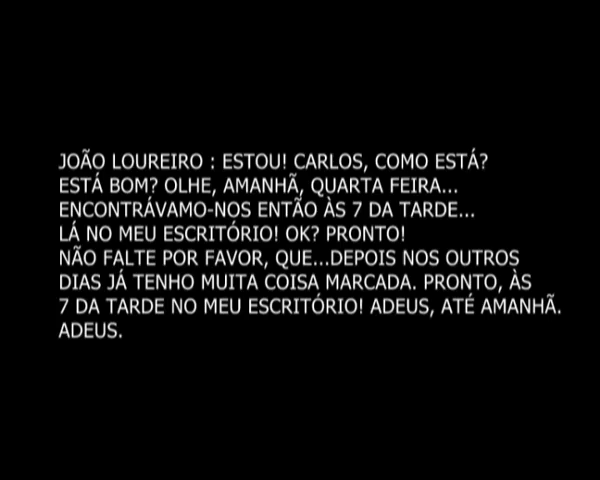 JOÃO LOUREIRO : ESTOU! CARLOS, COMO ESTÁ?
ESTÁ BOM? OLHE, AMANHÃ, QUARTA FEIRA...
ENCONTRÁVAMO-NOS ENTÃO ÀS 7 DA TARDE...
LÁ NO MEU ESCRITÓRIO! OK? PRONTO!
NÃO FALTE POR FAVOR, QUE...DEPOIS NOS OUTROS
DIAS JÁ TENHO MUITA COISA MARCADA. PRONTO, ÀS
7 DA TARDE NO MEU ESCRITÓRIO! ADEUS, ATÉ AMANHÃ.
ADEUS.